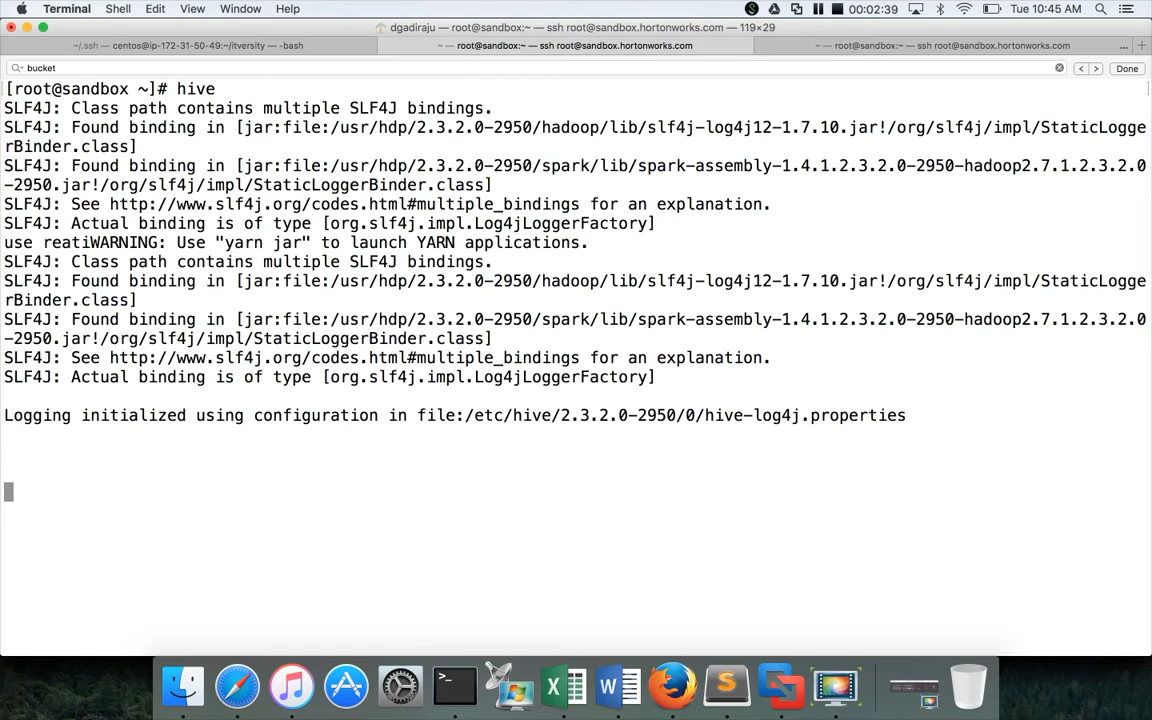 Terminal Shell Edit View Window Help 00:02:39 Tue 10:45 AM
dgadiraju — root@sandbox:~ — ssh root@sandbox.hortonworks.com — 119×29
~/.ssh — centos@ip-172-31-50-49:~/itversity — -bash
~ — root@sandbox:~ — ssh root@sandbox.hortonworks.com
~ — root@sandbox:~ — ssh root@sandbox.hortonworks.com
... +
bucket < > Done
[root@sandbox ~]# hive
SLF4J: Class path contains multiple SLF4J bindings.
SLF4J: Found binding in [jar:file:/usr/hdp/2.3.2.0-2950/hadoop/lib/slf4j-log4j12-1.7.10.jar!/org/slf4j/impl/StaticLogge
rBinder.class]
SLF4J: Found binding in [jar:file:/usr/hdp/2.3.2.0-2950/spark/lib/spark-assembly-1.4.1.2.3.2.0-2950-hadoop2.7.1.2.3.2.0
-2950.jar!/org/slf4j/impl/StaticLoggerBinder.class]
SLF4J: See http://www.slf4j.org/codes.html#multiple_bindings for an explanation.
SLF4J: Actual binding is of type [org.slf4j.impl.Log4jLoggerFactory]
use reatiWARNING: Use "yarn jar" to launch YARN applications.
SLF4J: Class path contains multiple SLF4J bindings.
SLF4J: Found binding in [jar:file:/usr/hdp/2.3.2.0-2950/hadoop/lib/slf4j-log4j12-1.7.10.jar!/org/slf4j/impl/StaticLogge
rBinder.class]
SLF4J: Found binding in [jar:file:/usr/hdp/2.3.2.0-2950/spark/lib/spark-assembly-1.4.1.2.3.2.0-2950-hadoop2.7.1.2.3.2.0
-2950.jar!/org/slf4j/impl/StaticLoggerBinder.class]
SLF4J: See http://www.slf4j.org/codes.html#multiple_bindings for an explanation.
SLF4J: Actual binding is of type [org.slf4j.impl.Log4jLoggerFactory]
Logging initialized using configuration in file:/etc/hive/2.3.2.0-2950/0/hive-log4j.properties